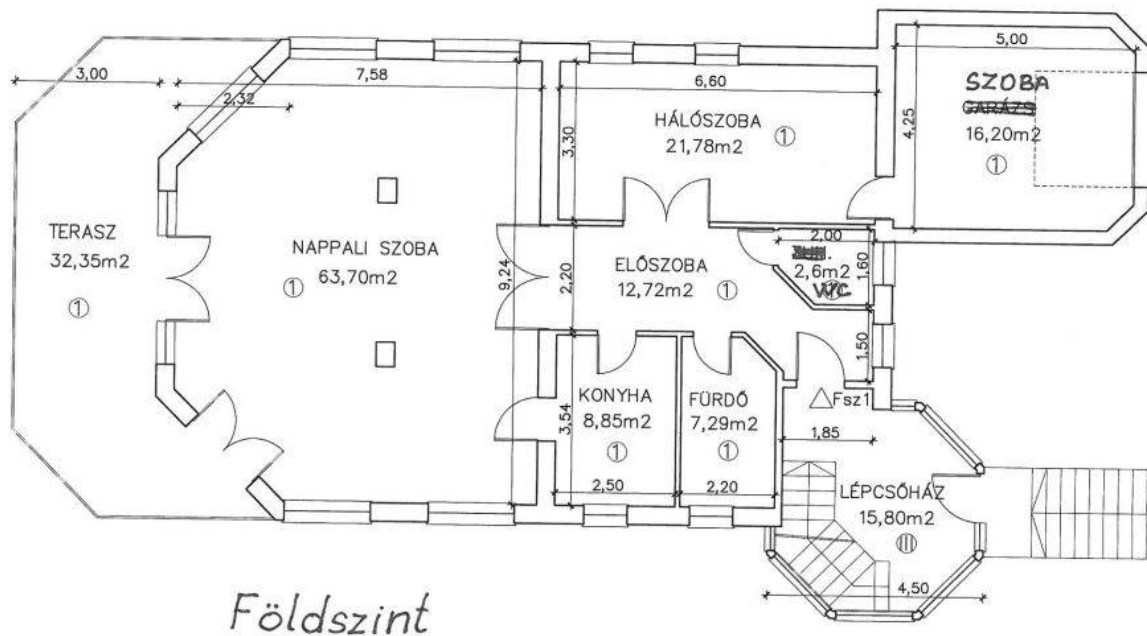 5,00
3,00
7,58
6,60
2,32
SZOBA
GARÁZS
16,20m2
1
4,25
HÁLÓSZOBA
21,78m2
1
3,30
TERASZ
32,35m2
1
NAPPALI SZOBA
63,70m2
1
9,24
2,20
ELŐSZOBA
12,72m2
1
2,00
2,6m2
WC
1,60
1,50
KONYHA
8,85m2
1
3,54
2,50
FÜRDŐ
7,29m2
1
2,20
Fsz1
1,85
LÉPCSŐHÁZ
15,80m2
4,50
Földszint